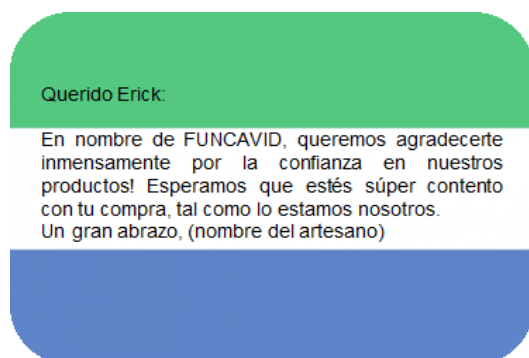 Querido Erick:
En nombre de FUNCAVID, queremos agradecerte
inmensamente por la confianza en nuestros
productos! Esperamos que estés súper contento
con tu compra, tal como lo estamos nosotros.
Un gran abrazo, (nombre del artesano)